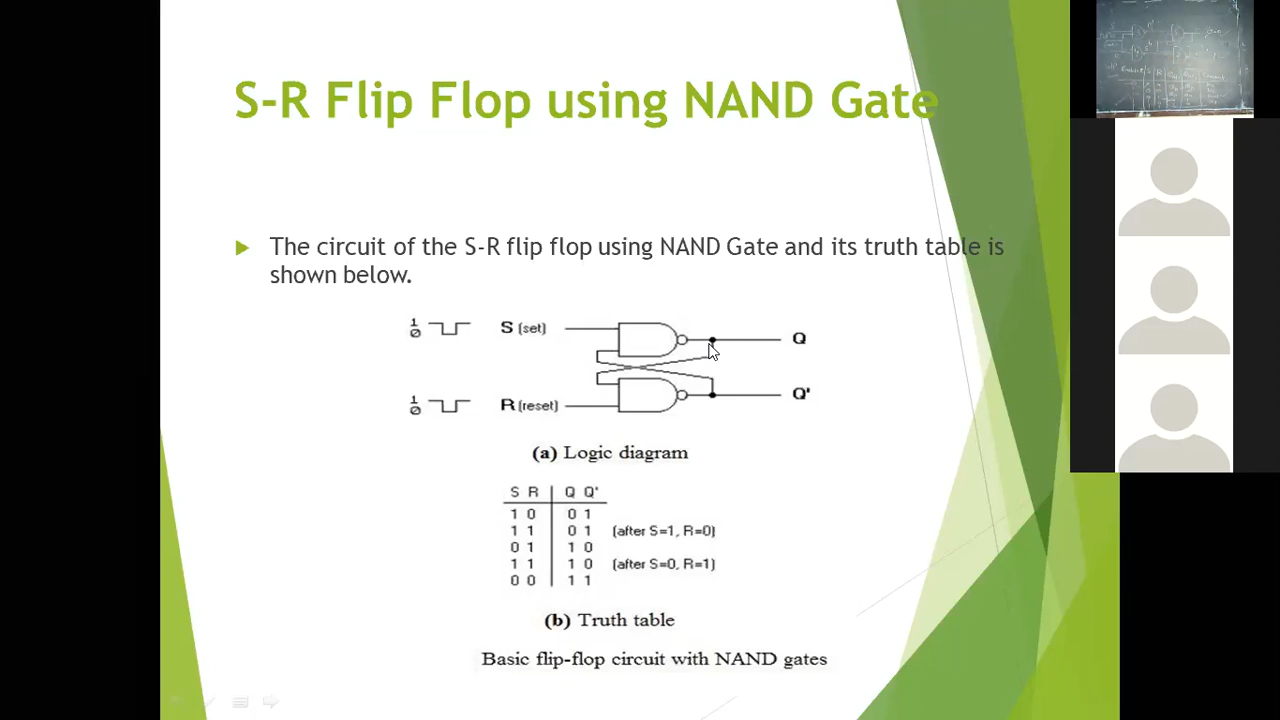 S-R Flip Flop using NAND Gate
The circuit of the S-R flip flop using NAND Gate and its truth table is
shown below.
1 S (set) Q
0
1 Q'
0 R (reset)
(a) Logic diagram
S R Q Q'
1 0 0 1
1 1 0 1 (after S=1, R=0)
0 1 1 0
1 1 1 0 (after S=0, R=1)
0 0 1 1
(b) Truth table
Basic flip-flop circuit with NAND gates